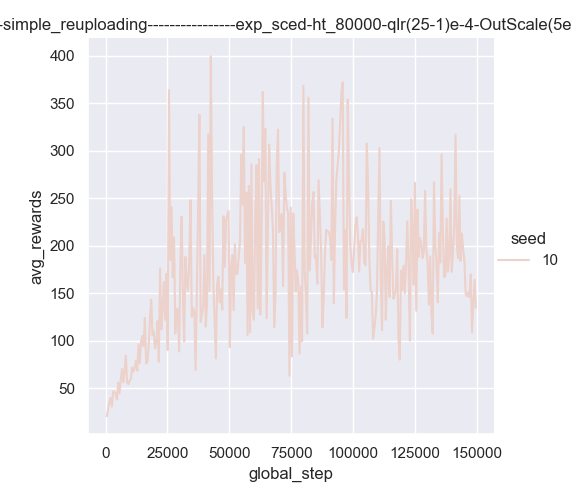 -simple_reuploading----------------exp_sced-ht_80000-qlr(25-1)e-4-OutScale(5e
400
350
300
250
200
150
100
50
avg_rewards
0 25000 50000 75000 100000 125000 150000
global_step
seed
10